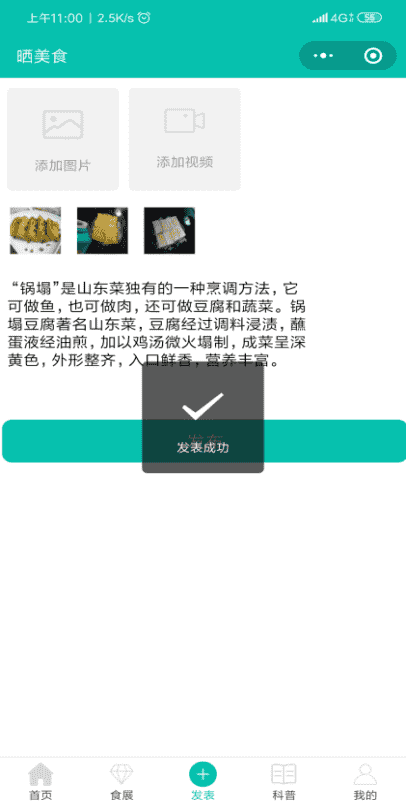 上午11:00 | 2.5K/s
4G
55
晒美食
添加图片
添加视频
“锅塌”是山东菜独有的一种烹调方法，它
可做鱼，也可做肉，还可做豆腐和蔬菜。锅
塌豆腐著名山东菜，豆腐经过调料浸渍，蘸
蛋液经油煎，加以鸡汤微火塌制，成菜呈深
黄色，外形整齐，入口鲜香，营养丰富。
发布
发表成功
首页
食展
发表
科普
我的